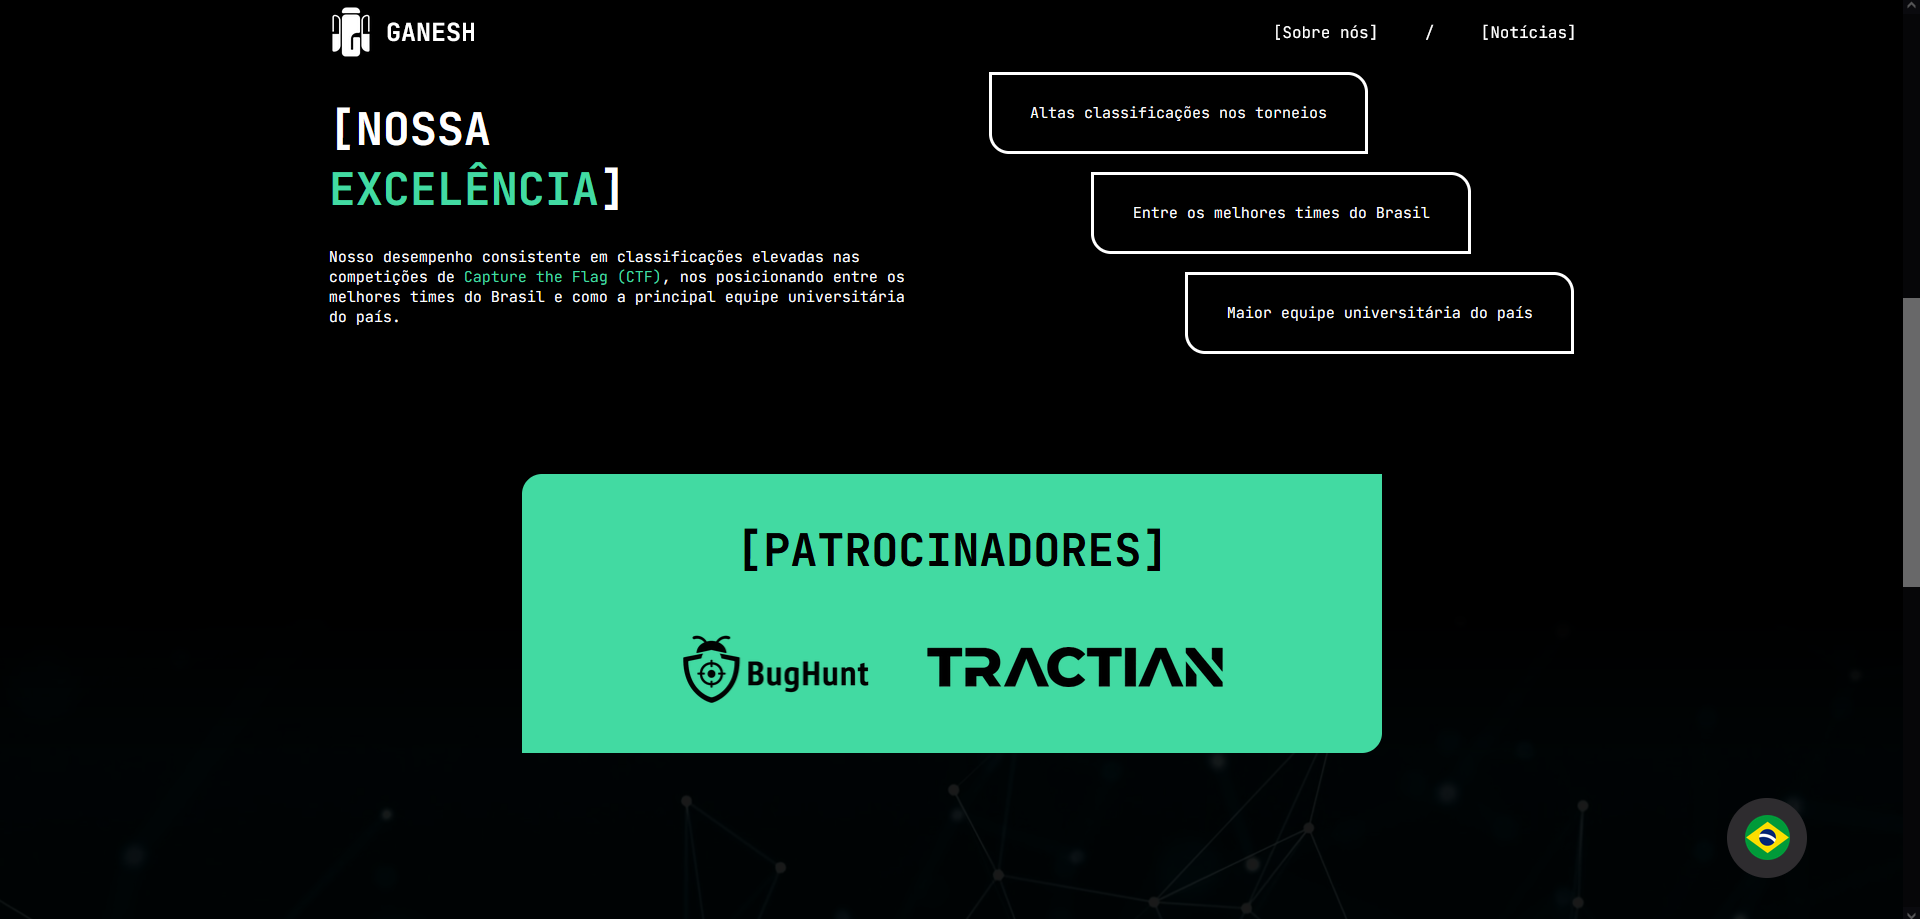 GANESH
[Sobre nós] / [Notícias]
[NOSSA
EXCELÊNCIA]
Nosso desempenho consistente em classificações elevadas nas
competições de Capture the Flag (CTF), nos posicionando entre os
melhores times do Brasil e como a principal equipe universitária
do país.
Altas classificações nos torneios
Entre os melhores times do Brasil
Maior equipe universitária do país
[PATROCINADORES]
BugHunt
TRACTIAN